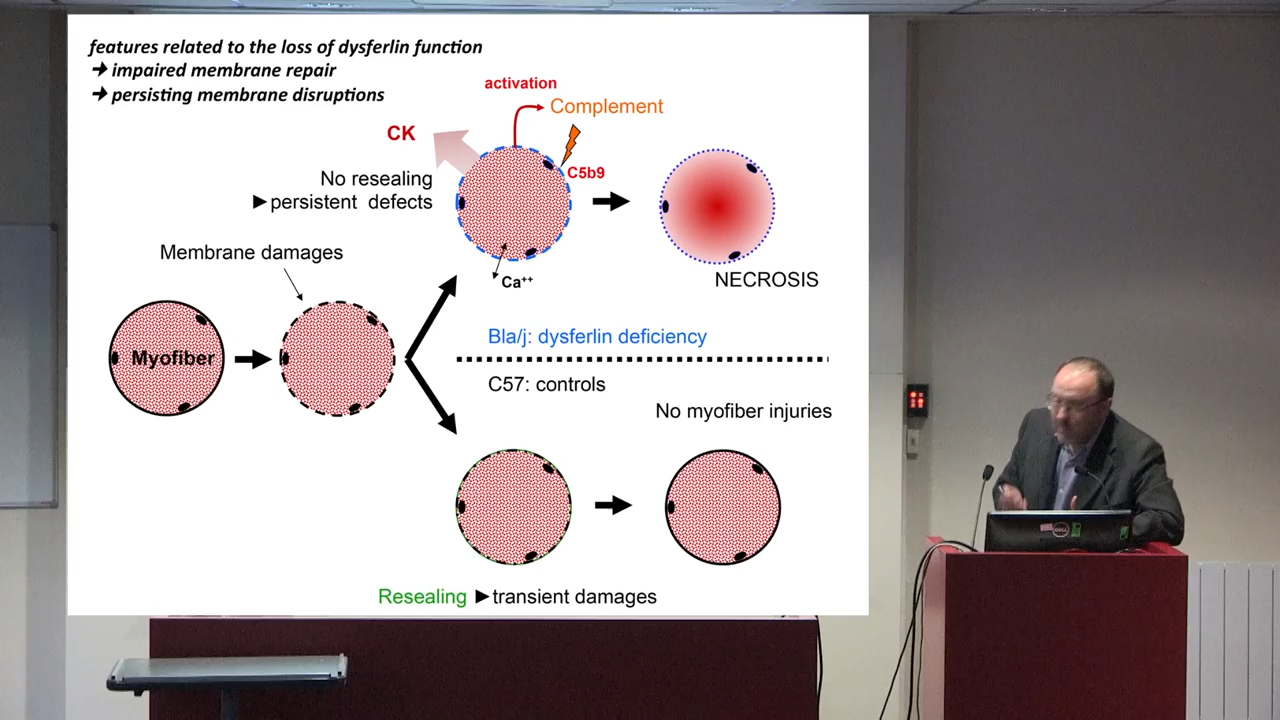 features related to the loss of dysferlin function
➔ impaired membrane repair
➔ persisting membrane disruptions
activation
Complement
CK
C5b9
No resealing
►persistent defects
Membrane damages
Ca⁺⁺
NECROSIS
Myofiber
Bla/j: dysferlin deficiency
C57: controls
No myofiber injuries
Resealing ►transient damages
DELL